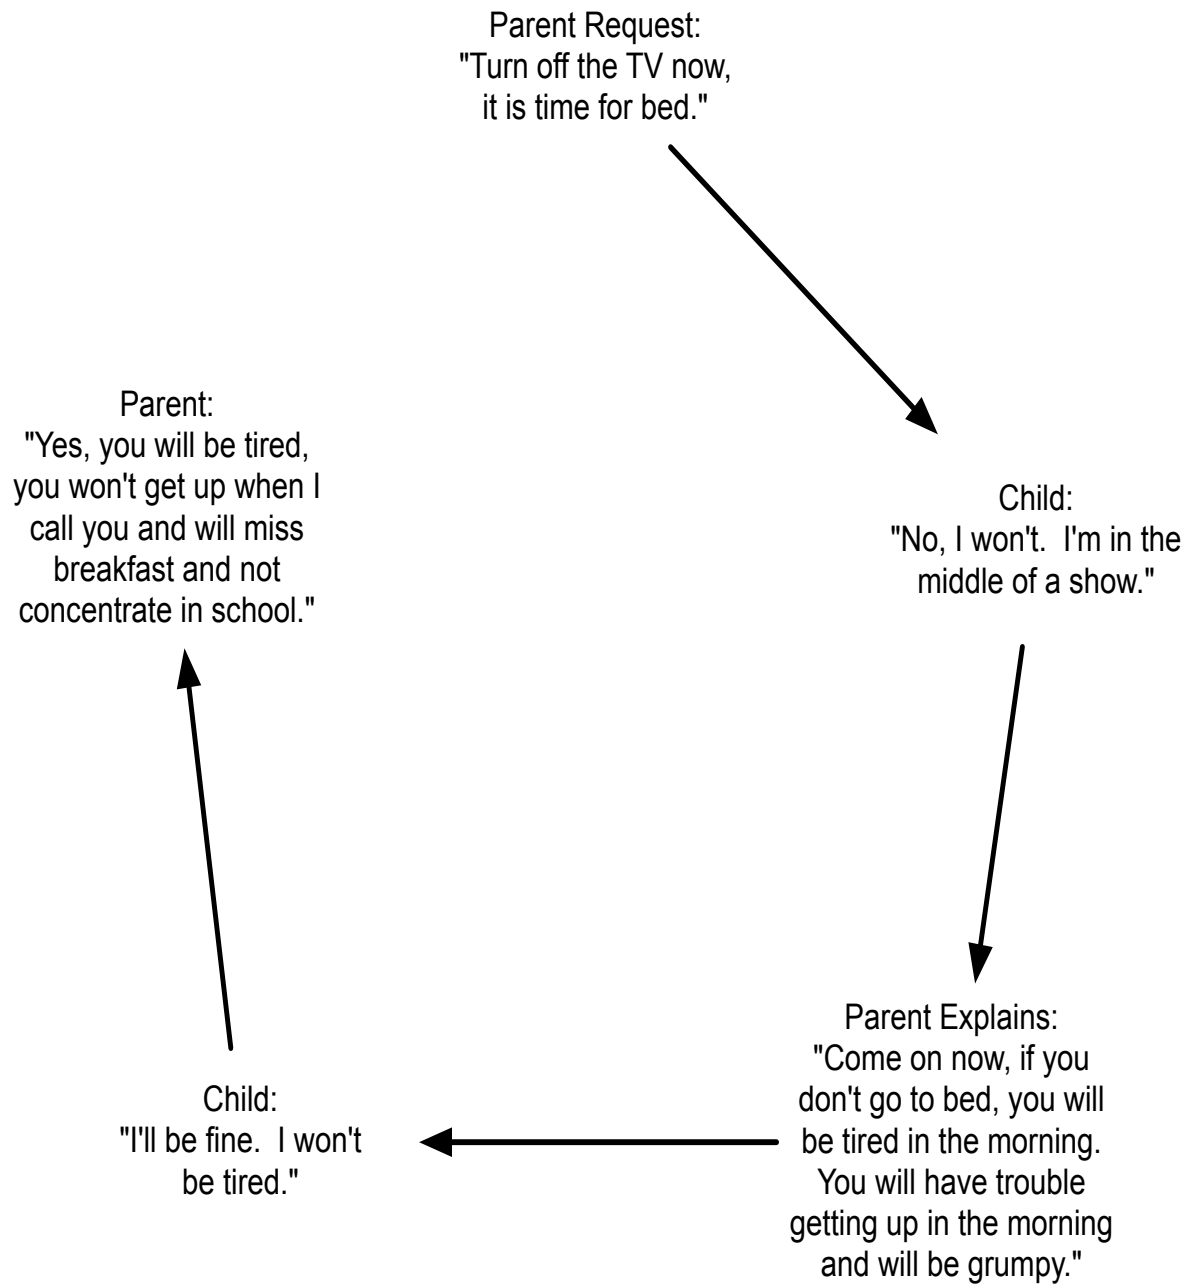 Parent Request:
"Turn off the TV now,
it is time for bed."
Child:
"No, I won't.  I'm in the
middle of a show."
Parent Explains:
"Come on now, if you
don't go to bed, you will
be tired in the morning.
You will have trouble
getting up in the morning
and will be grumpy."
Child:
"I'll be fine.  I won't
be tired."
Parent:
"Yes, you will be tired,
you won't get up when I
call you and will miss
breakfast and not
concentrate in school."